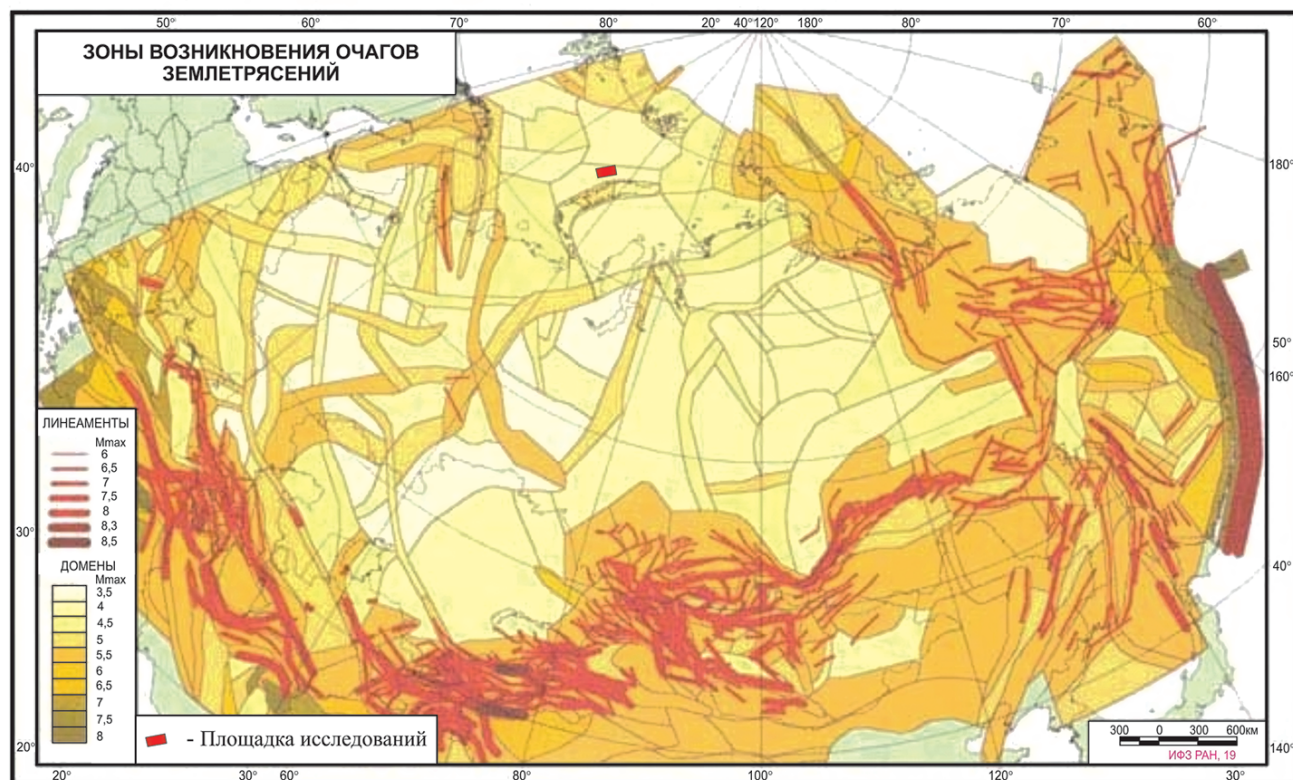 50° 60° 70° 80° 20° 40° 120° 180° 80° 70° 60°
ЗОНЫ ВОЗНИКНОВЕНИЯ ОЧАГОВ
ЗЕМЛЕТРЯСЕНИЙ
40°
180°
50°
160°
30°
40°
20°
140°
ЛИНЕАМЕНТЫ
Mmax
6
6,5
7
7,5
8
8,3
8,5
ДОМЕНЫ
Mmax
3,5
4
4,5
5
5,5
6
6,5
7
7,5
8
- Площадка исследований
300 0 300 600км
ИФЗ РАН, 19
20° 30° 60° 80° 100° 120° 30°